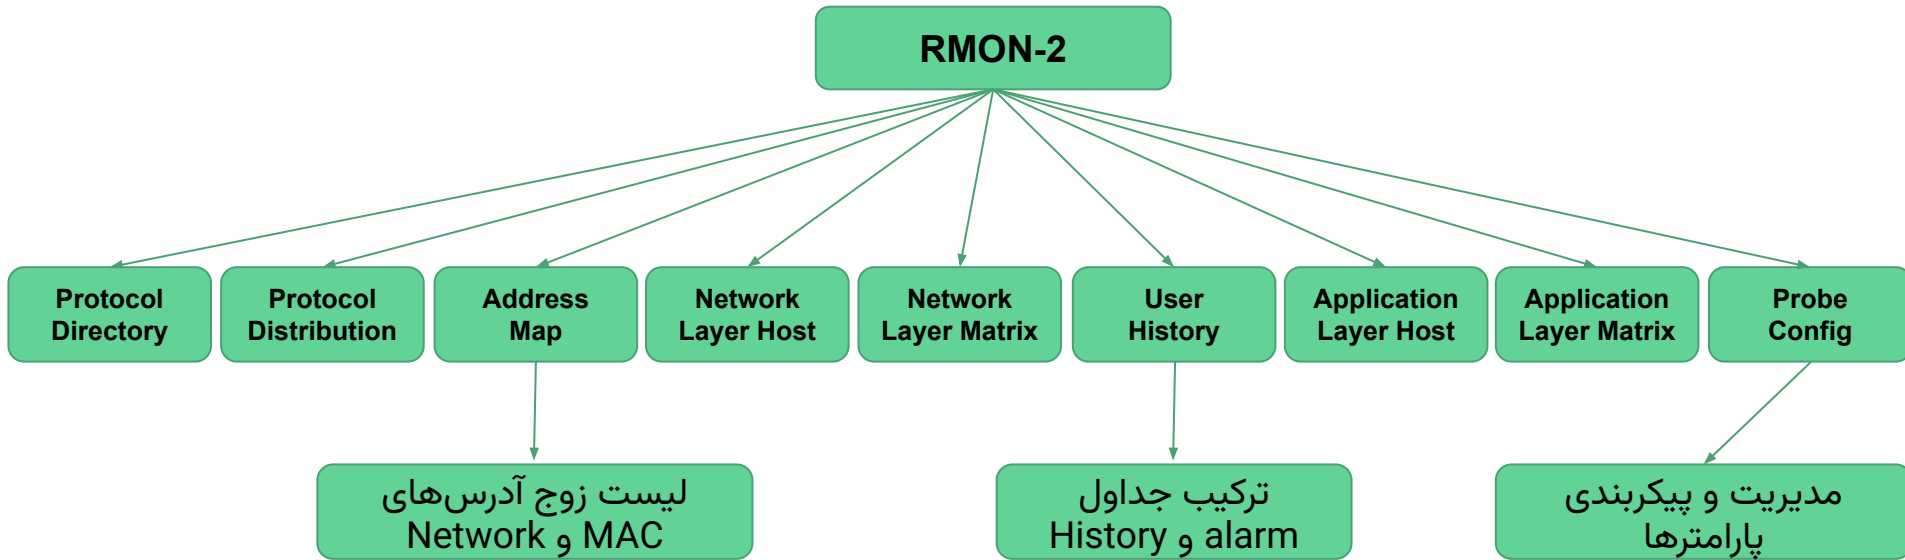 RMON-2
Protocol
Directory
Protocol
Distribution
Address
Map
Network
Layer Host
Network
Layer Matrix
User
History
Application
Layer Host
Application
Layer Matrix
Probe
Config
لیست زوج آدرس‌های
MAC و Network
ترکیب جداول
alarm و History
مدیریت و پیکربندی
پارامترها